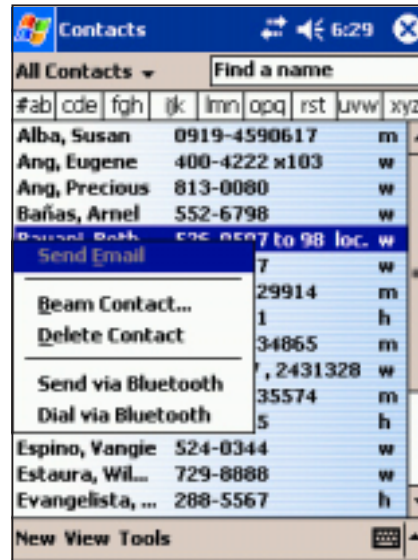 Contacts 6:29
All Contacts Find a name
#ab cde fgh ijk lmn opq rst uvw xyz
Alba, Susan 0919-4590617 m
Ang, Eugene 400-4222 x103 w
Ang, Precious 813-0080 w
Bañas, Arnel 552-6798 w
to 98 loc. w
Send Email 7 w
29914 m
Beam Contact... 1 h
Delete Contact 34865 m
, 2431328 w
Send via Bluetooth 35574 m
Dial via Bluetooth 5 h
Espino, Vangie 524-0344 w
Estaura, Wil... 729-8888 w
Evangelista, ... 288-5567 h
New View Tools